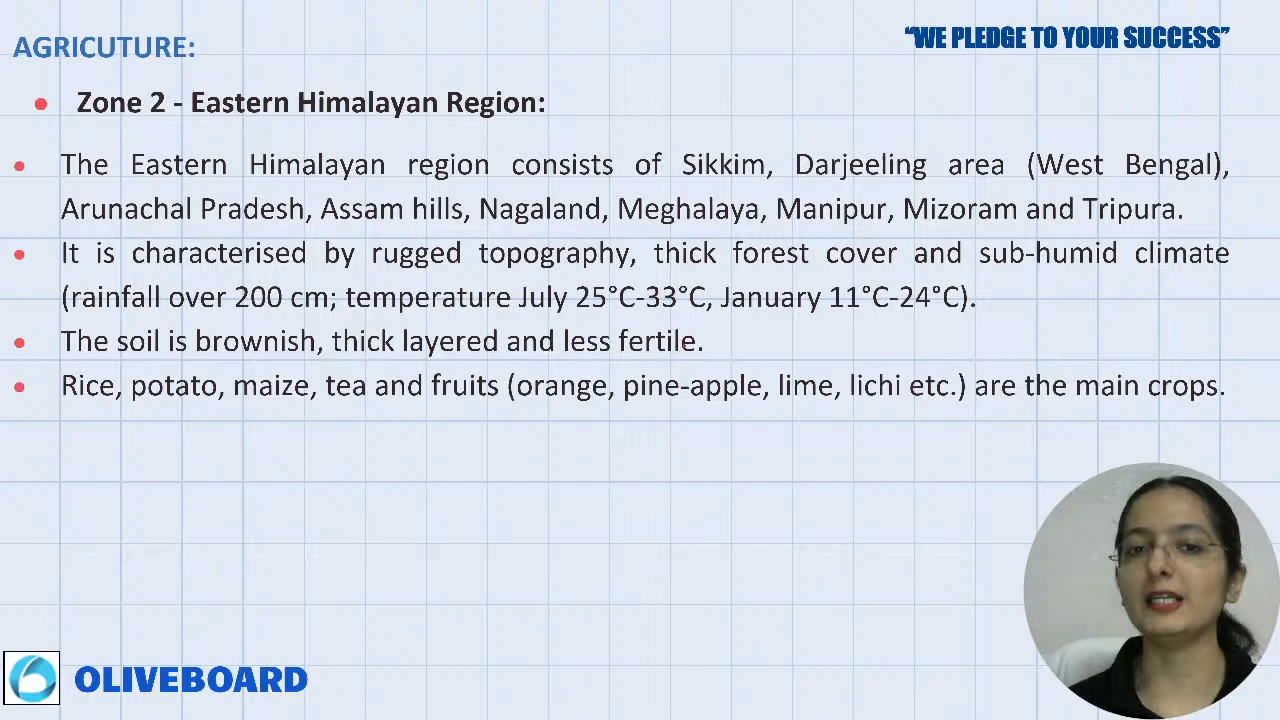 AGRICUTURE:
“WE PLEDGE TO YOUR SUCCESS”
• Zone 2 - Eastern Himalayan Region:
• The Eastern Himalayan region consists of Sikkim, Darjeeling area (West Bengal),
Arunachal Pradesh, Assam hills, Nagaland, Meghalaya, Manipur, Mizoram and Tripura.
• It is characterised by rugged topography, thick forest cover and sub-humid climate
(rainfall over 200 cm; temperature July 25°C-33°C, January 11°C-24°C).
• The soil is brownish, thick layered and less fertile.
• Rice, potato, maize, tea and fruits (orange, pine-apple, lime, lichi etc.) are the main crops.
OLIVEBOARD